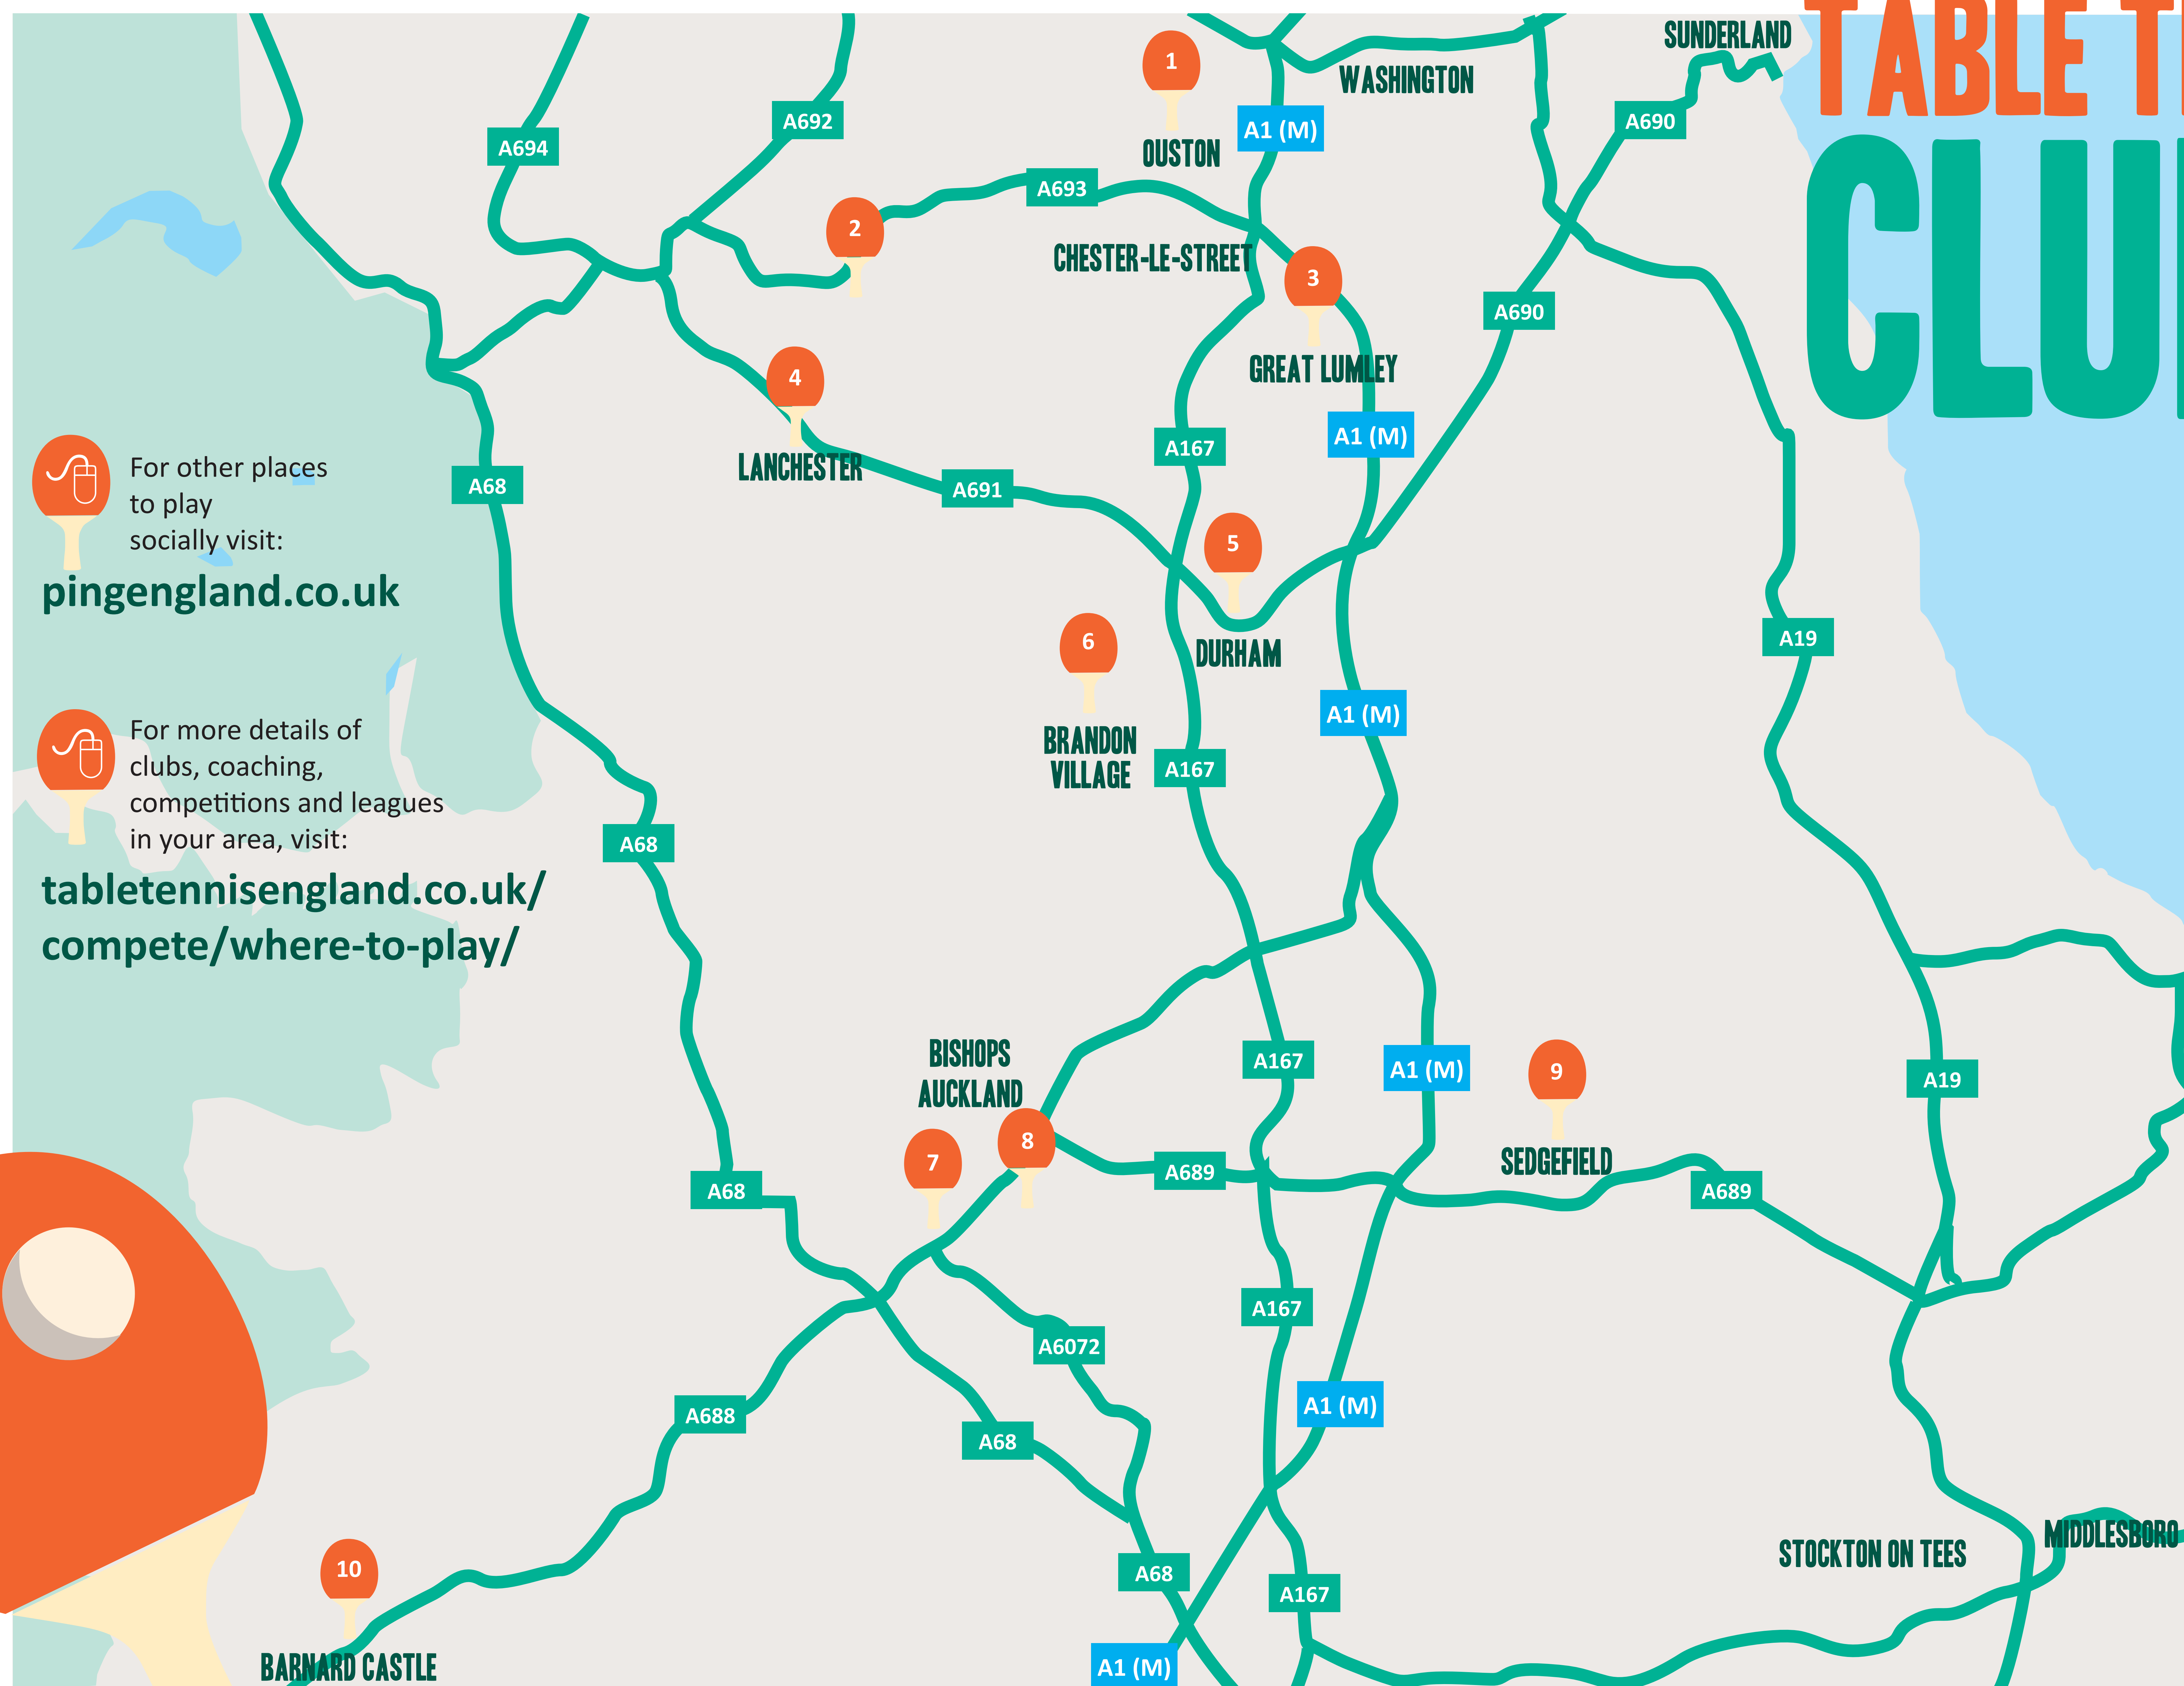 TABLE T
CLU
SUNDERLAND
WASHINGTON
1
OUSTON
A1 (M)
A690
A692
A694
A693
2
CHESTER-LE-STREET
3
GREAT LUMLEY
A690
4
LANCHESTER
A691
A167
A1 (M)
A68
For other places
to play
socially visit:
pingengland.co.uk
5
DURHAM
6
BRANDON
VILLAGE
A167
A1 (M)
A19
For more details of
clubs, coaching,
competitions and leagues
in your area, visit:
tabletennisengland.co.uk/
compete/where-to-play/
A68
BISHOPS
AUCKLAND
A167
A1 (M)
9
SEDGEFIELD
A19
7
8
A689
A689
A68
A167
A6072
A1 (M)
A688
A68
10
BARNARD CASTLE
A68
A167
A1 (M)
STOCKTON ON TEES
MIDDLESBORO